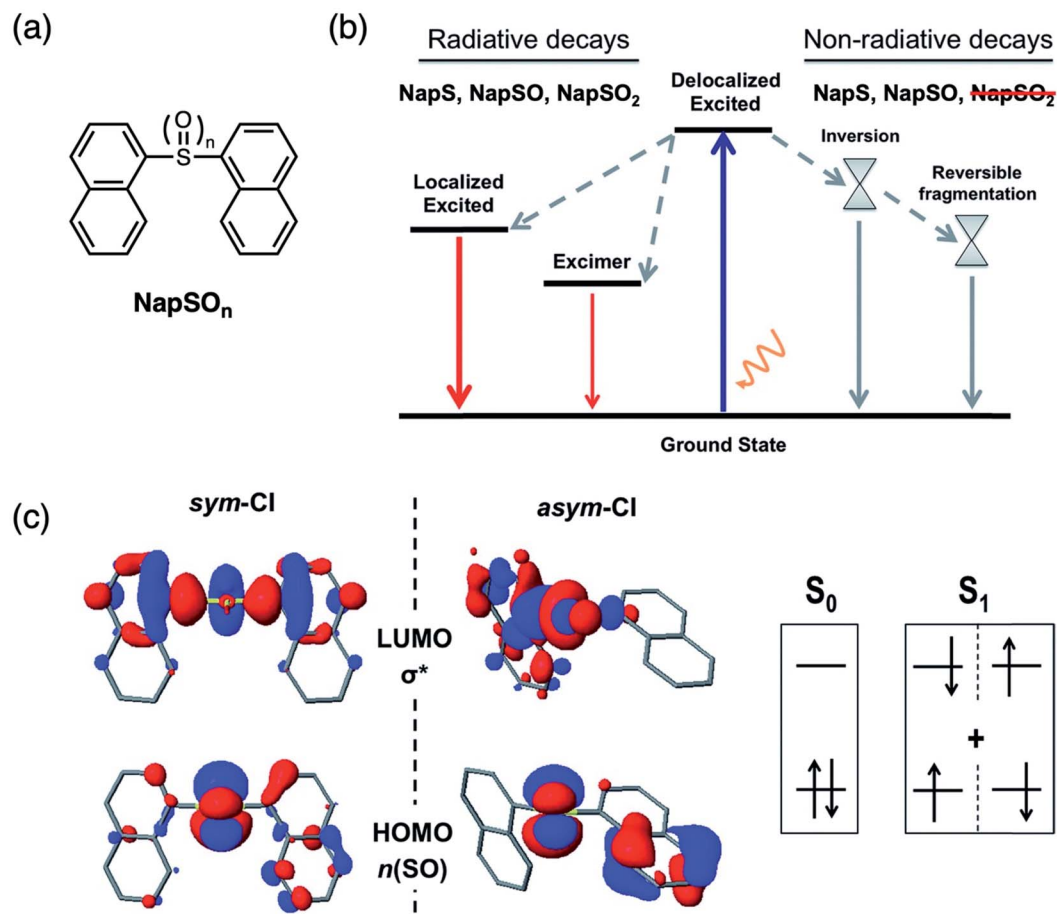 (a)
(O)n
S
NapSOn
(b)
Radiative decays
Non-radiative decays
NapS, NapSO, NapSO2
Delocalized
Excited
NapS, NapSO, NapSO2
Inversion
Reversible
fragmentation
Localized
Excited
Excimer
Ground State
(c)
sym-CI
asym-CI
LUMO
σ*
HOMO
n(SO)
S0
S1
+